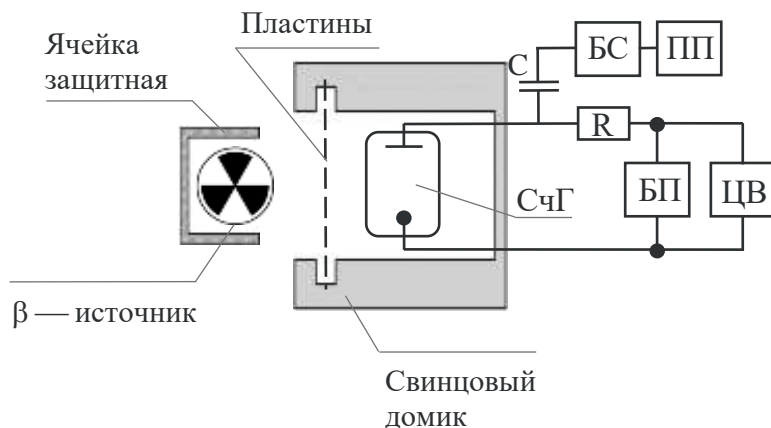 Пластины
Ячейка
защитная
C
БС
ПП
R
БП
ЦВ
СчГ
β — источник
Свинцовый
домик